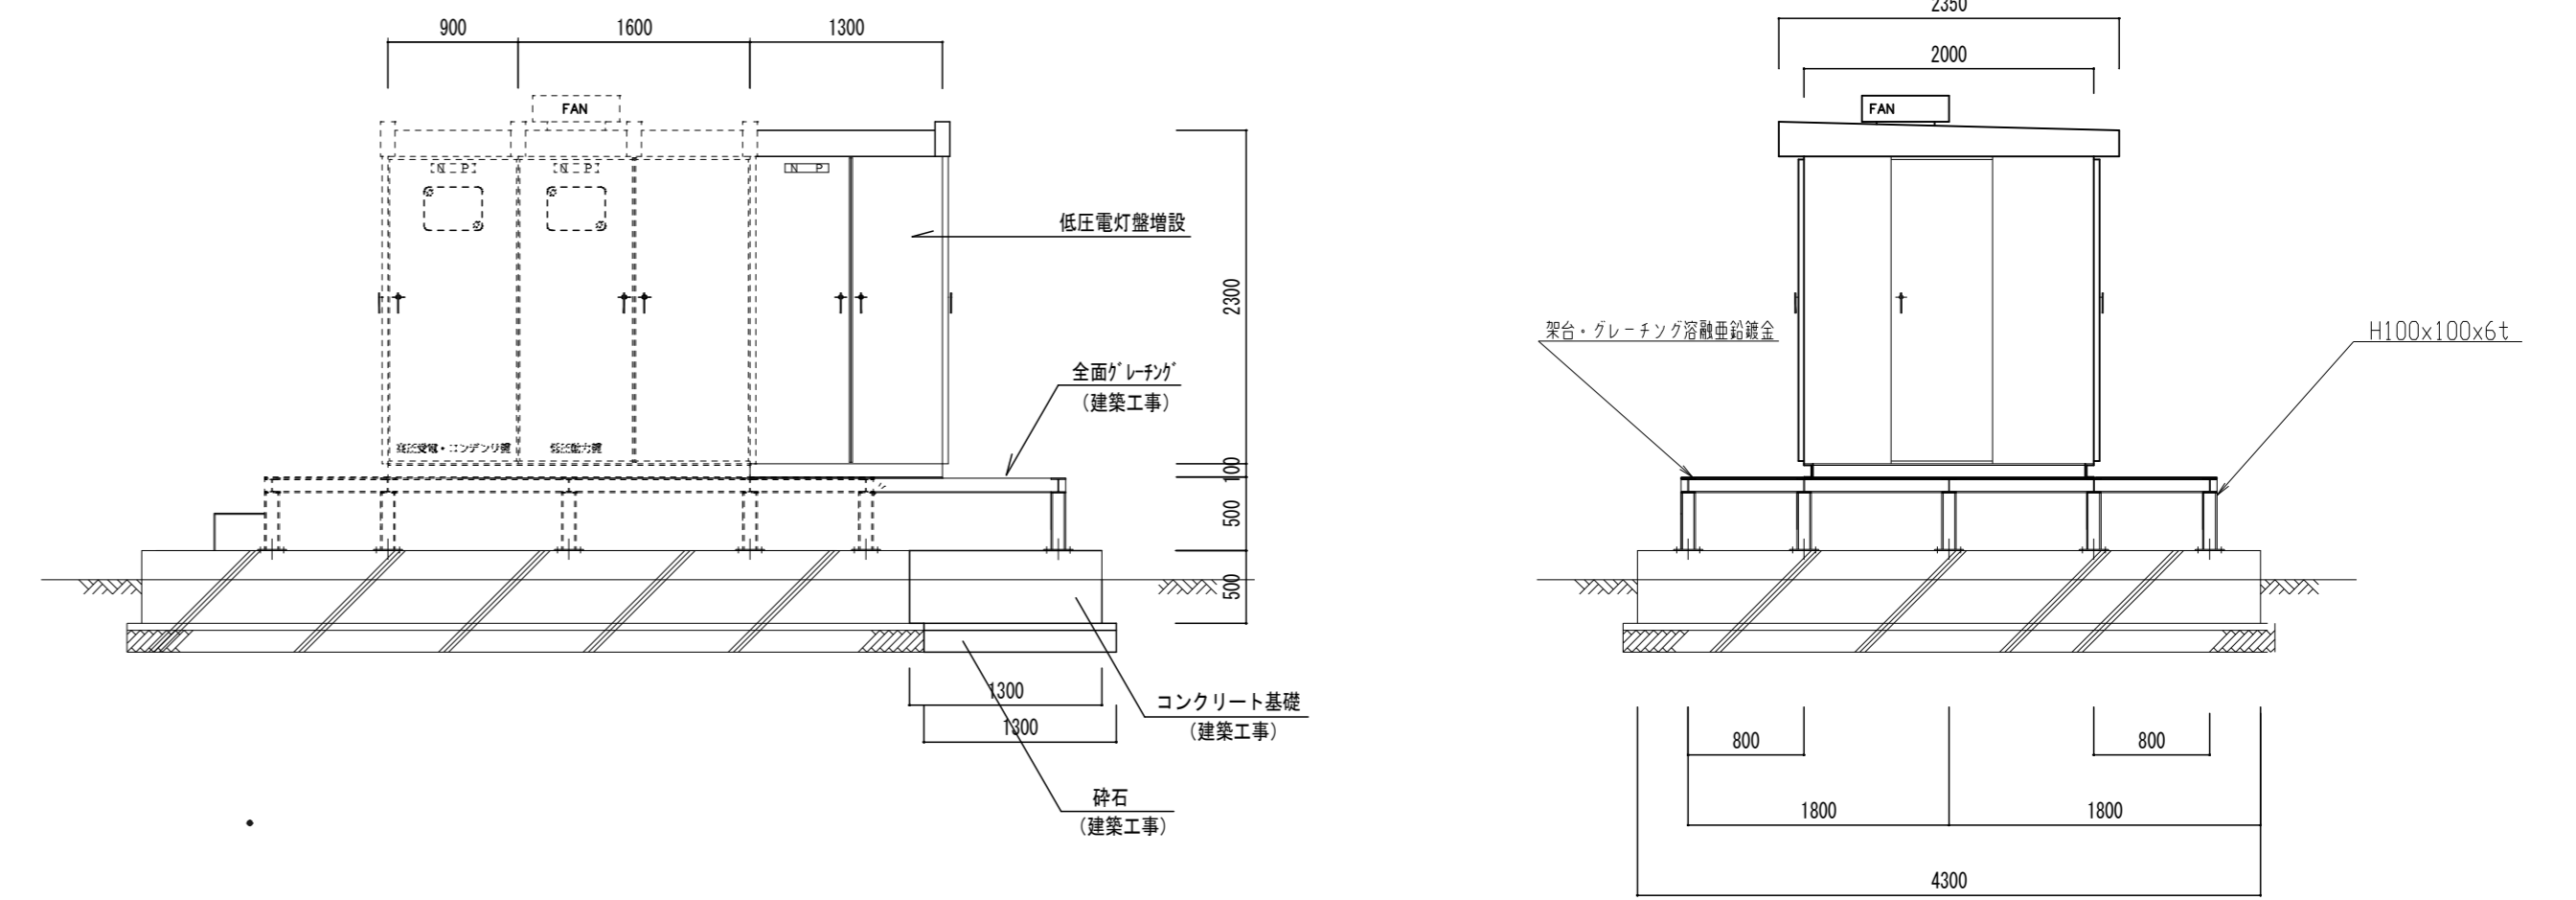 900
1600
1300
FAN
N P
N P
N P
低圧電灯盤増設
2300
全面グレーチング
(建築工事)
100
500
500
1300
1300
コンクリート基礎
(建築工事)
砕石
(建築工事)
2350
2000
FAN
架台・グレーチング溶融亜鉛鍍金
H100x100x6t
800
800
1800
1800
4300